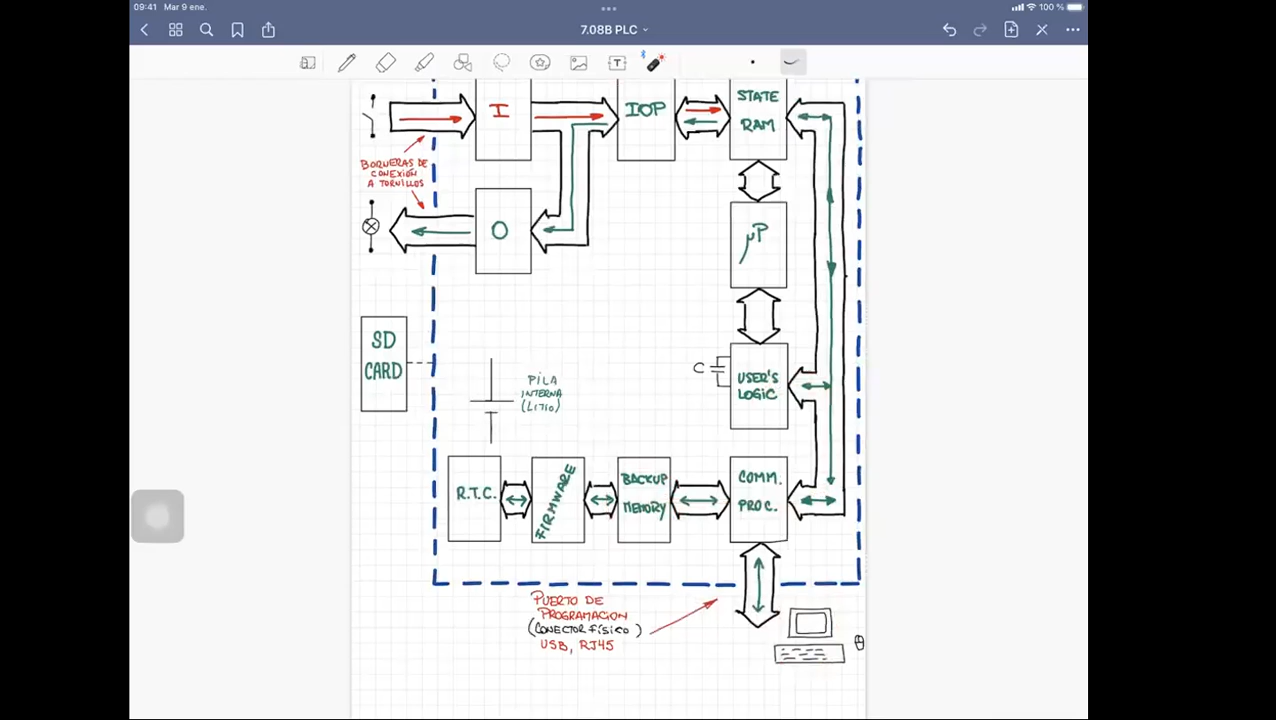 09:41 Mar 9 ene.
100 %
7.08B PLC
I
IOP
STATE
RAM
BORNERAS DE
CONEXIÓN
A TORNILLOS
O
µP
SD
CARD
PILA
INTERNA
(LITIO)
C
USER'S
LOGIC
R.T.C.
FIRMWARE
BACKUP
MEMORY
COMM.
PROC.
PUERTO DE
PROGRAMACION
(CONECTOR FÍSICO)
USB, RJ45